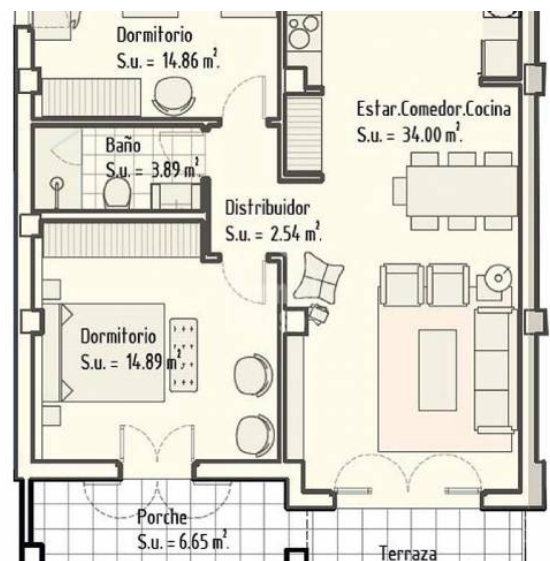 Dormitorio
S.u. = 14.86 m².
Estar.Comedor.Cocina
S.u. = 34.00 m².
Baño
S.u. = 3.89 m².
Distribuidor
S.u. = 2.54 m².
Dormitorio
S.u. = 14.89 m².
Porche
S.u. = 6.65 m².
Terraza